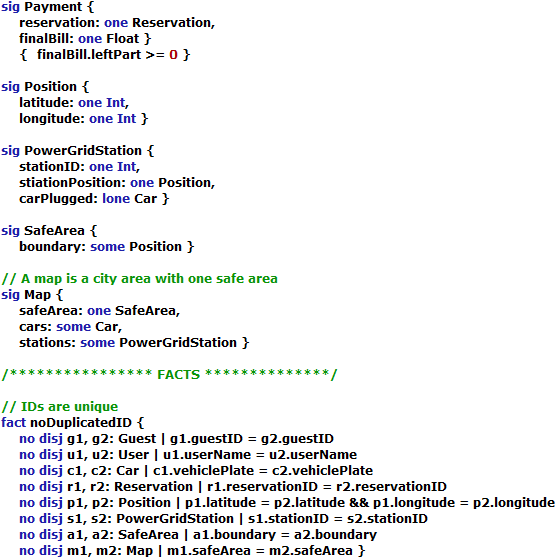 sig Payment {
reservation: one Reservation,
finalBill: one Float }
{ finalBill.leftPart >= 0 }
sig Position {
latitude: one Int,
longitude: one Int }
sig PowerGridStation {
stationID: one Int,
stiationPosition: one Position,
carPlugged: lone Car }
sig SafeArea {
boundary: some Position }
// A map is a city area with one safe area
sig Map {
safeArea: one SafeArea,
cars: some Car,
stations: some PowerGridStation }
/**************** FACTS **************/
// IDs are unique
fact noDuplicatedID {
no disj g1, g2: Guest | g1.guestID = g2.guestID
no disj u1, u2: User | u1.userName = u2.userName
no disj c1, c2: Car | c1.vehiclePlate = c2.vehiclePlate
no disj r1, r2: Reservation | r1.reservationID = r2.reservationID
no disj p1, p2: Position | p1.latitude = p2.latitude && p1.longitude = p2.longitude
no disj s1, s2: PowerGridStation | s1.stationID = s2.stationID
no disj a1, a2: SafeArea | a1.boundary = a2.boundary
no disj m1, m2: Map | m1.safeArea = m2.safeArea }